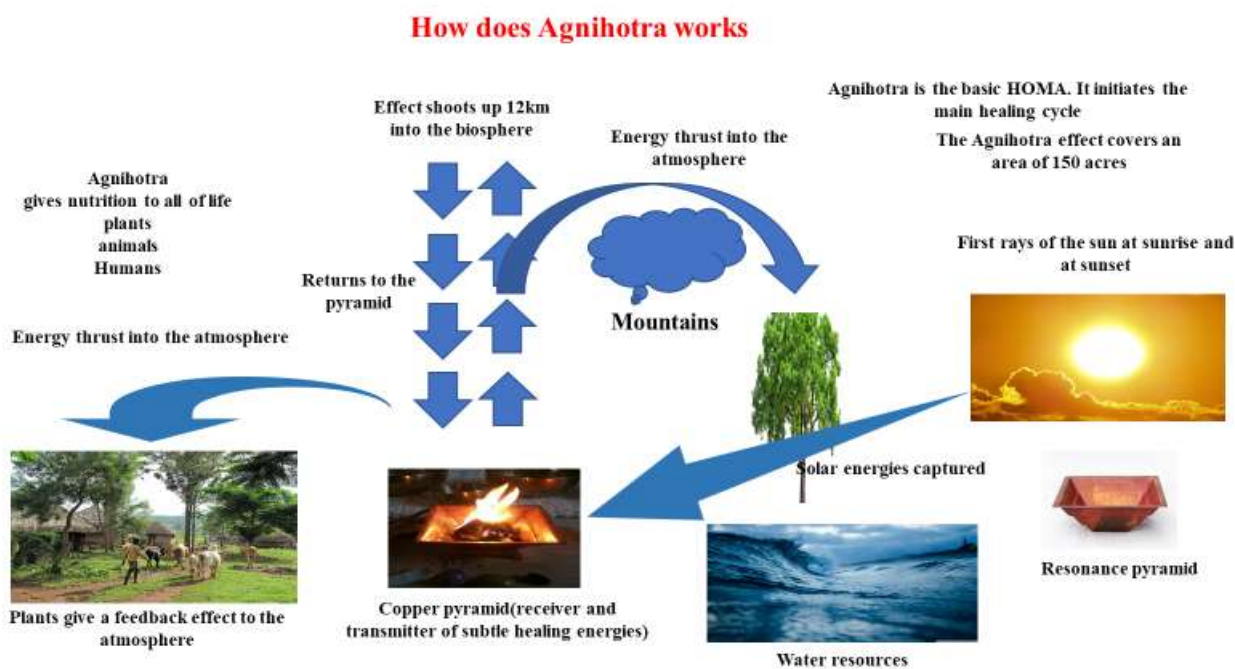 How does Agnihotra works
Effect shoots up 12km
into the biosphere
Energy thrust into the
atmosphere
Agnihotra is the basic HOMA. It initiates the
main healing cycle
The Agnihotra effect covers an
area of 150 acres
Agnihotra
gives nutrition to all of life
plants
animals
Humans
First rays of the sun at sunrise and
at sunset
Returns to the
pyramid
Mountains
Energy thrust into the atmosphere
Solar energies captured
Resonance pyramid
Plants give a feedback effect to the
atmosphere
Copper pyramid(receiver and
transmitter of subtle healing energies)
Water resources